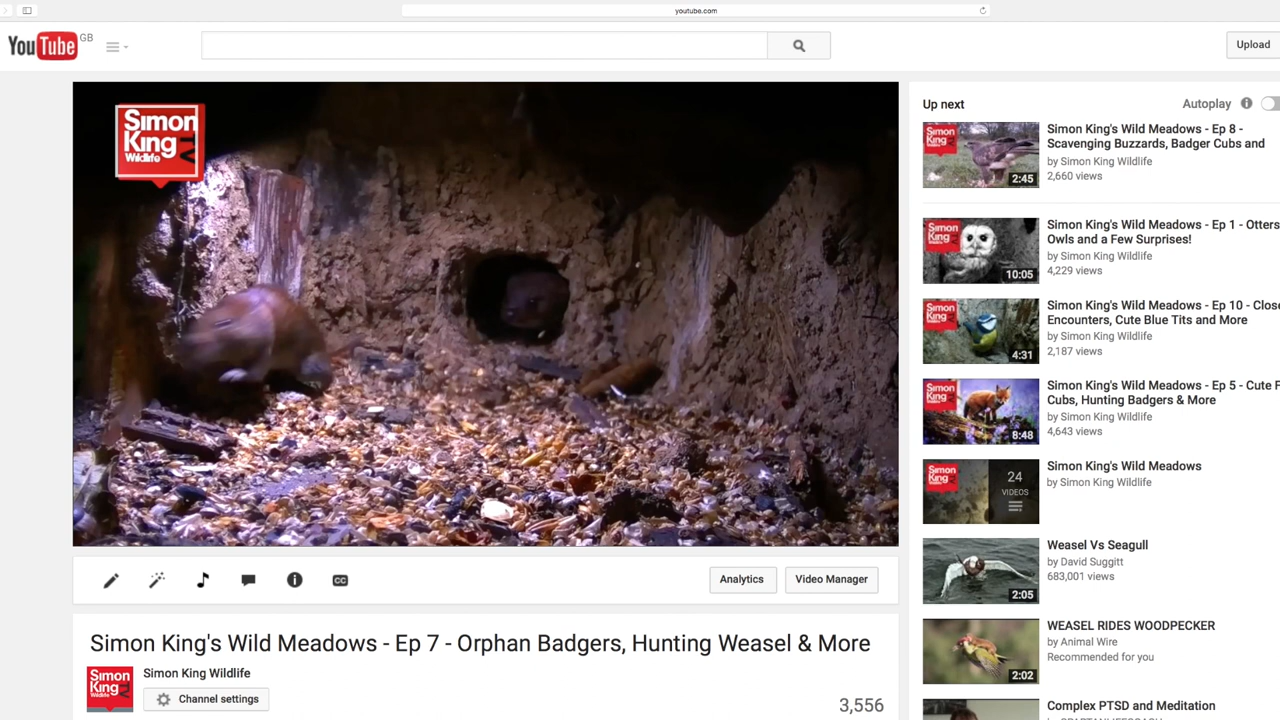 youtube.com
YouTube GB
Upload
Simon
King TV
Wildlife
Up next
Autoplay
Simon King's Wild Meadows - Ep 8 -
Scavenging Buzzards, Badger Cubs and
by Simon King Wildlife
2,660 views
2:45
Simon King's Wild Meadows - Ep 1 - Otters
Owls and a Few Surprises!
by Simon King Wildlife
4,229 views
10:05
Simon King's Wild Meadows - Ep 10 - Close
Encounters, Cute Blue Tits and More
by Simon King Wildlife
2,187 views
4:31
Simon King's Wild Meadows - Ep 5 - Cute F
Cubs, Hunting Badgers & More
by Simon King Wildlife
4,643 views
8:48
Simon King's Wild Meadows
by Simon King Wildlife
24
VIDEOS
Weasel Vs Seagull
by David Suggitt
683,001 views
2:05
WEASEL RIDES WOODPECKER
by Animal Wire
Recommended for you
2:02
Complex PTSD and Meditation
CC
Analytics
Video Manager
Simon King's Wild Meadows - Ep 7 - Orphan Badgers, Hunting Weasel & More
Simon
King TV
Wildlife
Simon King Wildlife
Channel settings
3,556